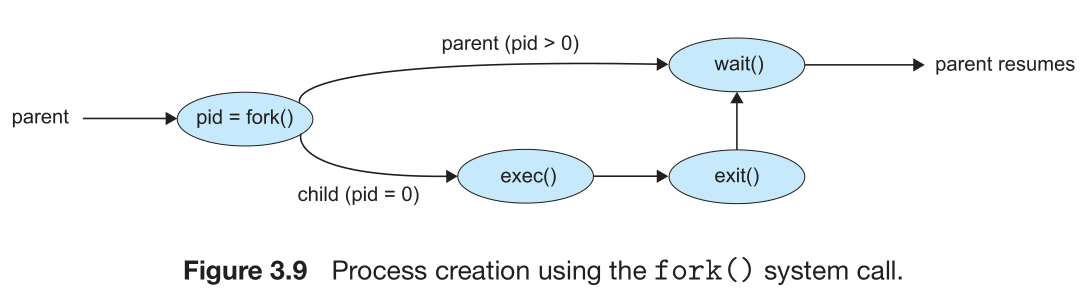 parent (pid > 0)
wait()
parent resumes
parent
pid = fork()
exec()
exit()
child (pid = 0)
Figure 3.9 Process creation using the fork() system call.